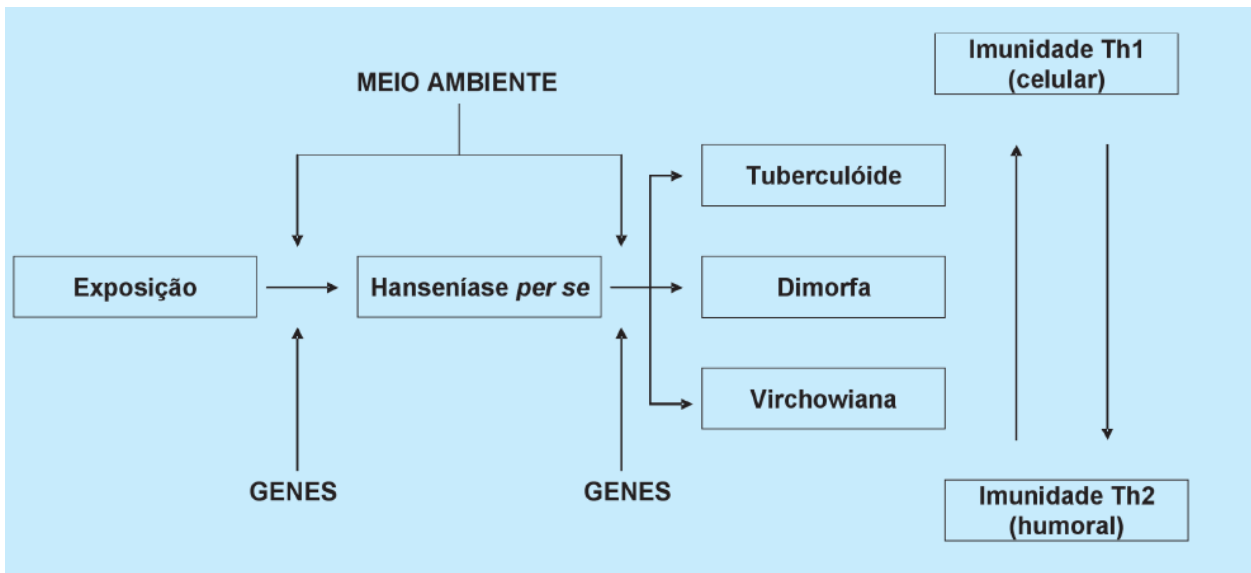 Imunidade Th1
(celular)
MEIO AMBIENTE
Tuberculóide
Exposição
Hanseníase per se
Dimorfa
Virchowiana
GENES
GENES
Imunidade Th2
(humoral)